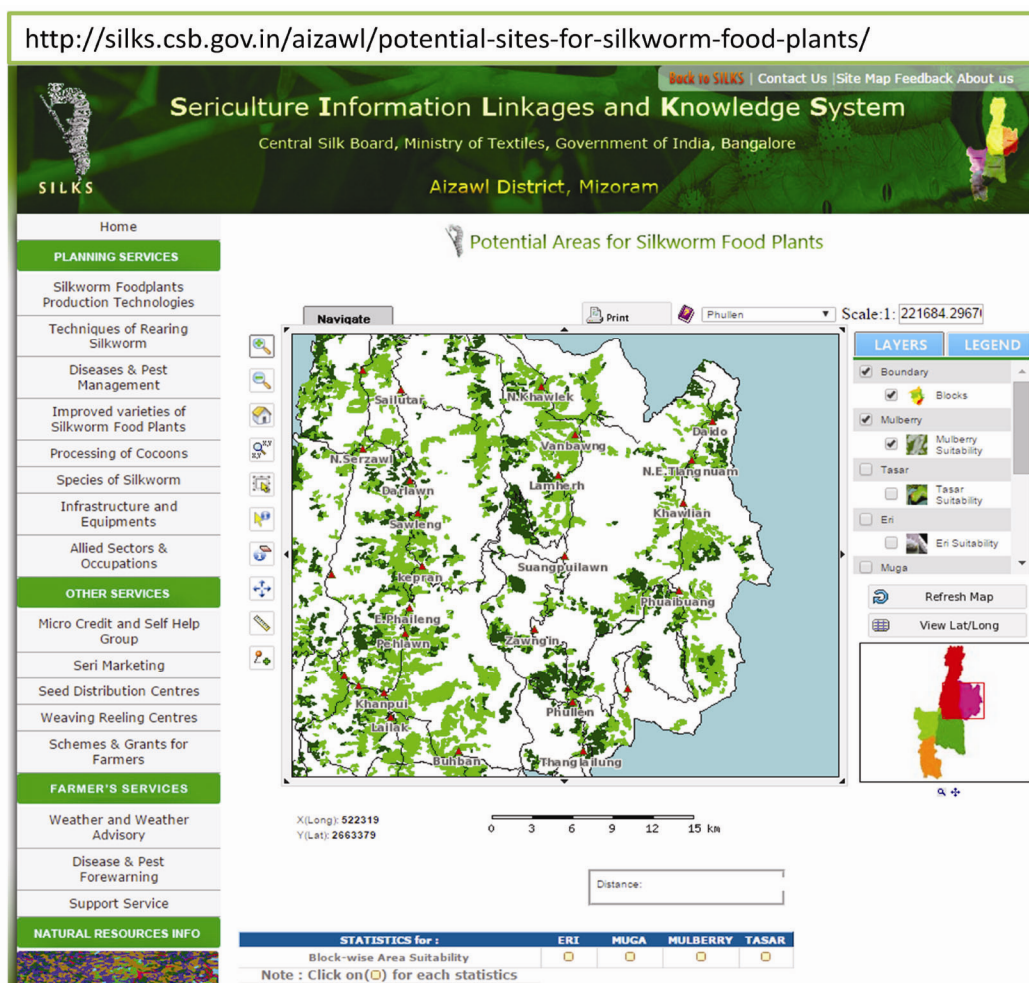 http://silks.csb.gov.in/aizawl/potential-sites-for-silkworm-food-plants/
Back to SILKS | Contact Us |Site Map Feedback About us
Sericulture Information Linkages and Knowledge System
Central Silk Board, Ministry of Textiles, Government of India, Bangalore
SILKS
Aizawl District, Mizoram
Home
PLANNING SERVICES
Silkworm Foodplants
Production Technologies
Techniques of Rearing
Silkworm
Diseases & Pest
Management
Improved varieties of
Silkworm Food Plants
Processing of Cocoons
Species of Silkworm
Infrastructure and
Equipments
Allied Sectors &
Occupations
OTHER SERVICES
Micro Credit and Self Help
Group
Seri Marketing
Seed Distribution Centres
Weaving Reeling Centres
Schemes & Grants for
Farmers
FARMER'S SERVICES
Weather and Weather
Advisory
Disease & Pest
Forewarning
Support Service
NATURAL RESOURCES INFO
Potential Areas for Silkworm Food Plants
Navigate
Print
Phullen
Scale:1: 221684.2967
Sailutar
N.Khawlek
Daido
Vanbawng
N.Serzawl
N.E.Tlangnuam
Darlawn
Lamherh
Khawlian
Sawleng
Suangpuilawn
kepran
Phuaibuang
E.Phaileng
Pehlawn
Zawngin
Khanpui
Phullen
Lailak
Buhban
Thanglailung
LAYERS
LEGEND
Boundary
Blocks
Mulberry
Mulberry
Suitability
Tasar
Tasar
Suitability
Eri
Eri Suitability
Muga
Refresh Map
View Lat/Long
X(Long): 522319
Y(Lat): 2663379
0 3 6 9 12 15 km
Distance:
STATISTICS for : ERI MUGA MULBERRY TASAR
Block-wise Area Suitability
Note : Click on() for each statistics